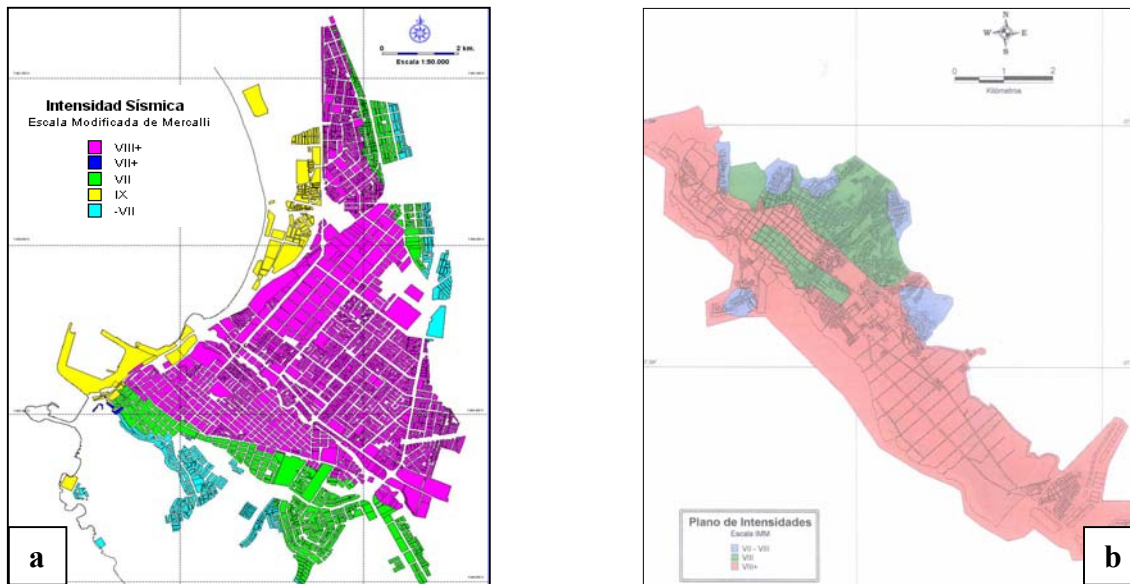 0 2 km.
Escala 1:50.000
Intensidad Sísmica
Escala Modificada de Mercalli
VIII+
VII+
VII
IX
-VII
a
N
W E
S
0 1 2
Kilómetros
Plano de Intensidades
Escala IMM
VII - VIII
VIII
VIII+
b